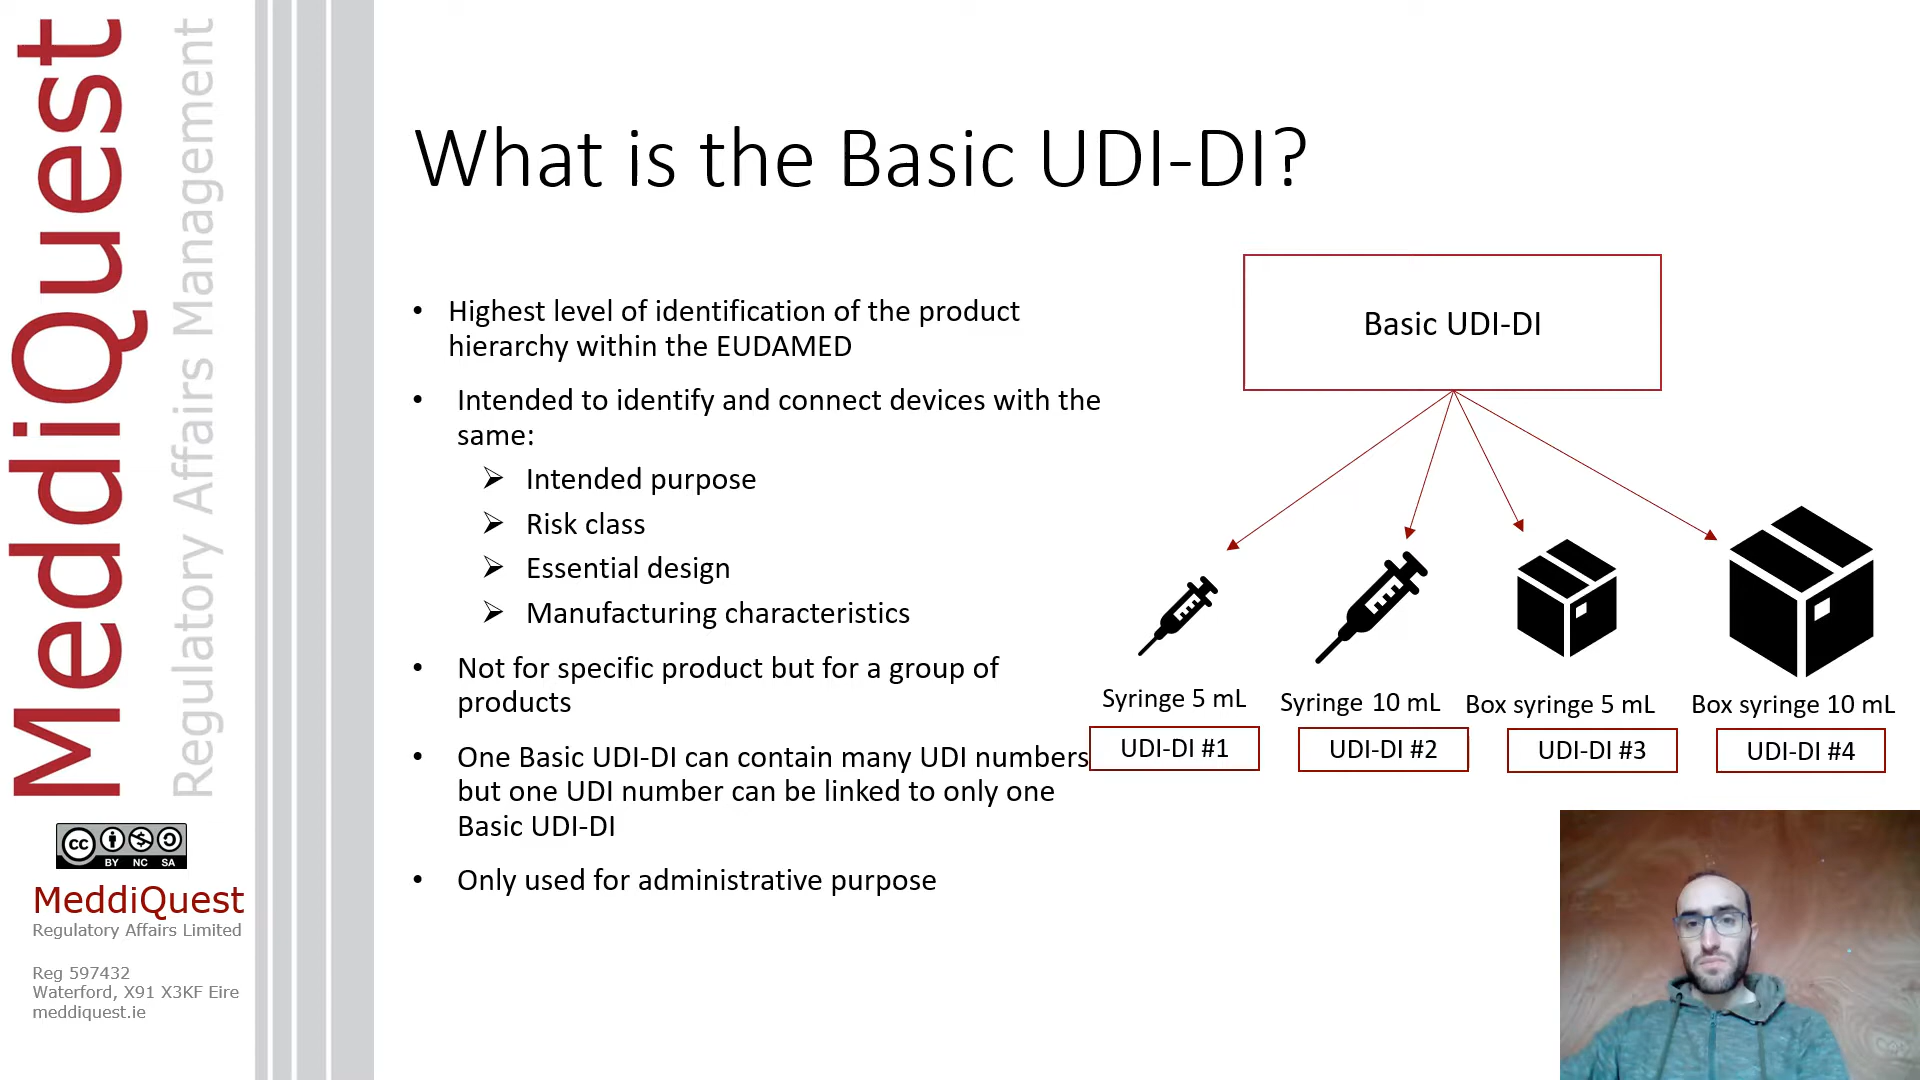 MeddiQuest
Regulatory Affairs Management
What is the Basic UDI-DI?
• Highest level of identification of the product
hierarchy within the EUDAMED
• Intended to identify and connect devices with the
same:
➢ Intended purpose
➢ Risk class
➢ Essential design
➢ Manufacturing characteristics
• Not for specific product but for a group of
products
• One Basic UDI-DI can contain many UDI numbers
but one UDI number can be linked to only one
Basic UDI-DI
• Only used for administrative purpose
Basic UDI-DI
Syringe 5 mL
Syringe 10 mL
Box syringe 5 mL
Box syringe 10 mL
UDI-DI #1
UDI-DI #2
UDI-DI #3
UDI-DI #4
cc
BY NC SA
MeddiQuest
Regulatory Affairs Limited
Reg 597432
Waterford, X91 X3KF Eire
meddiquest.ie